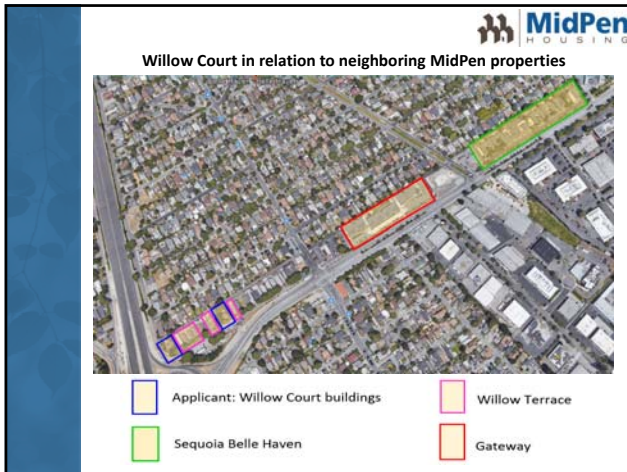 MidPen
HOUSING
Willow Court in relation to neighboring MidPen properties
Applicant: Willow Court buildings
Willow Terrace
Sequoia Belle Haven
Gateway